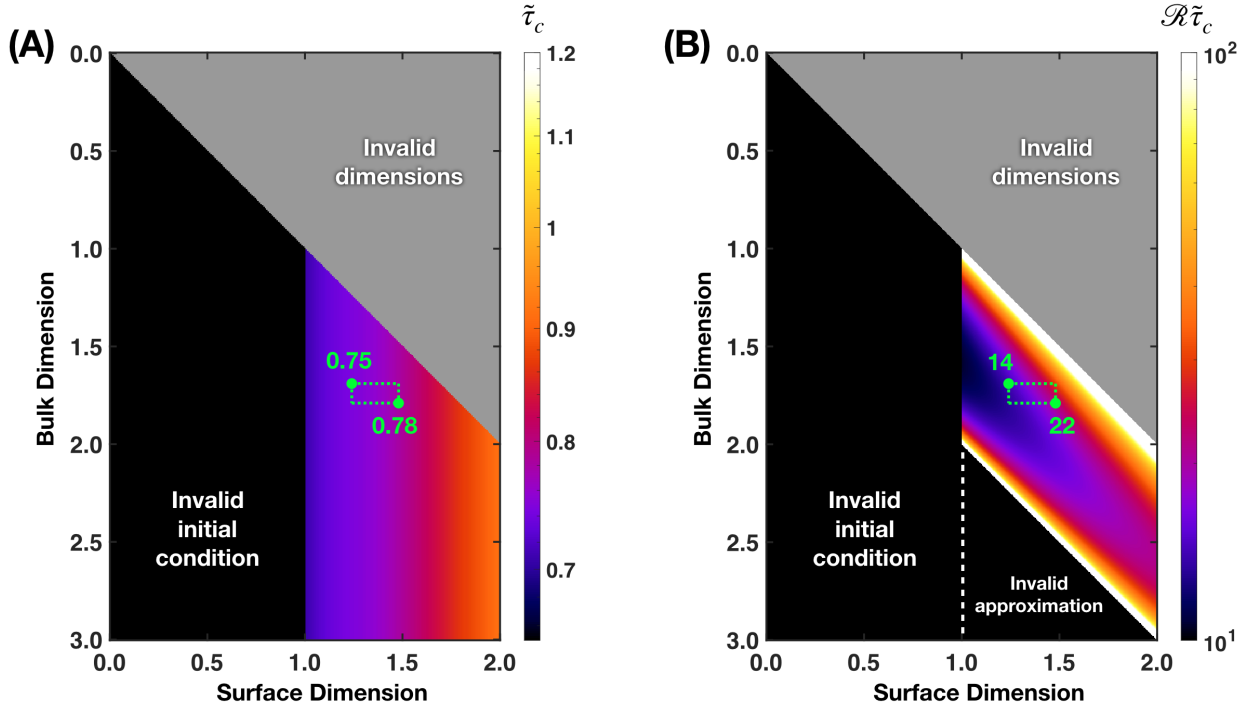 (A)
τ̃c
0.0
0.5
1.0
1.5
2.0
2.5
3.0
Bulk Dimension
Invalid
dimensions
0.75
0.78
Invalid
initial
condition
0.0 0.5 1.0 1.5 2.0
Surface Dimension
1.2
1.1
1
0.9
0.8
0.7
(B)
ℛτ̃c
0.0
0.5
1.0
1.5
2.0
2.5
3.0
Bulk Dimension
Invalid
dimensions
14
22
Invalid
initial
condition
Invalid
approximation
0.0 0.5 1.0 1.5 2.0
Surface Dimension
10²
10¹